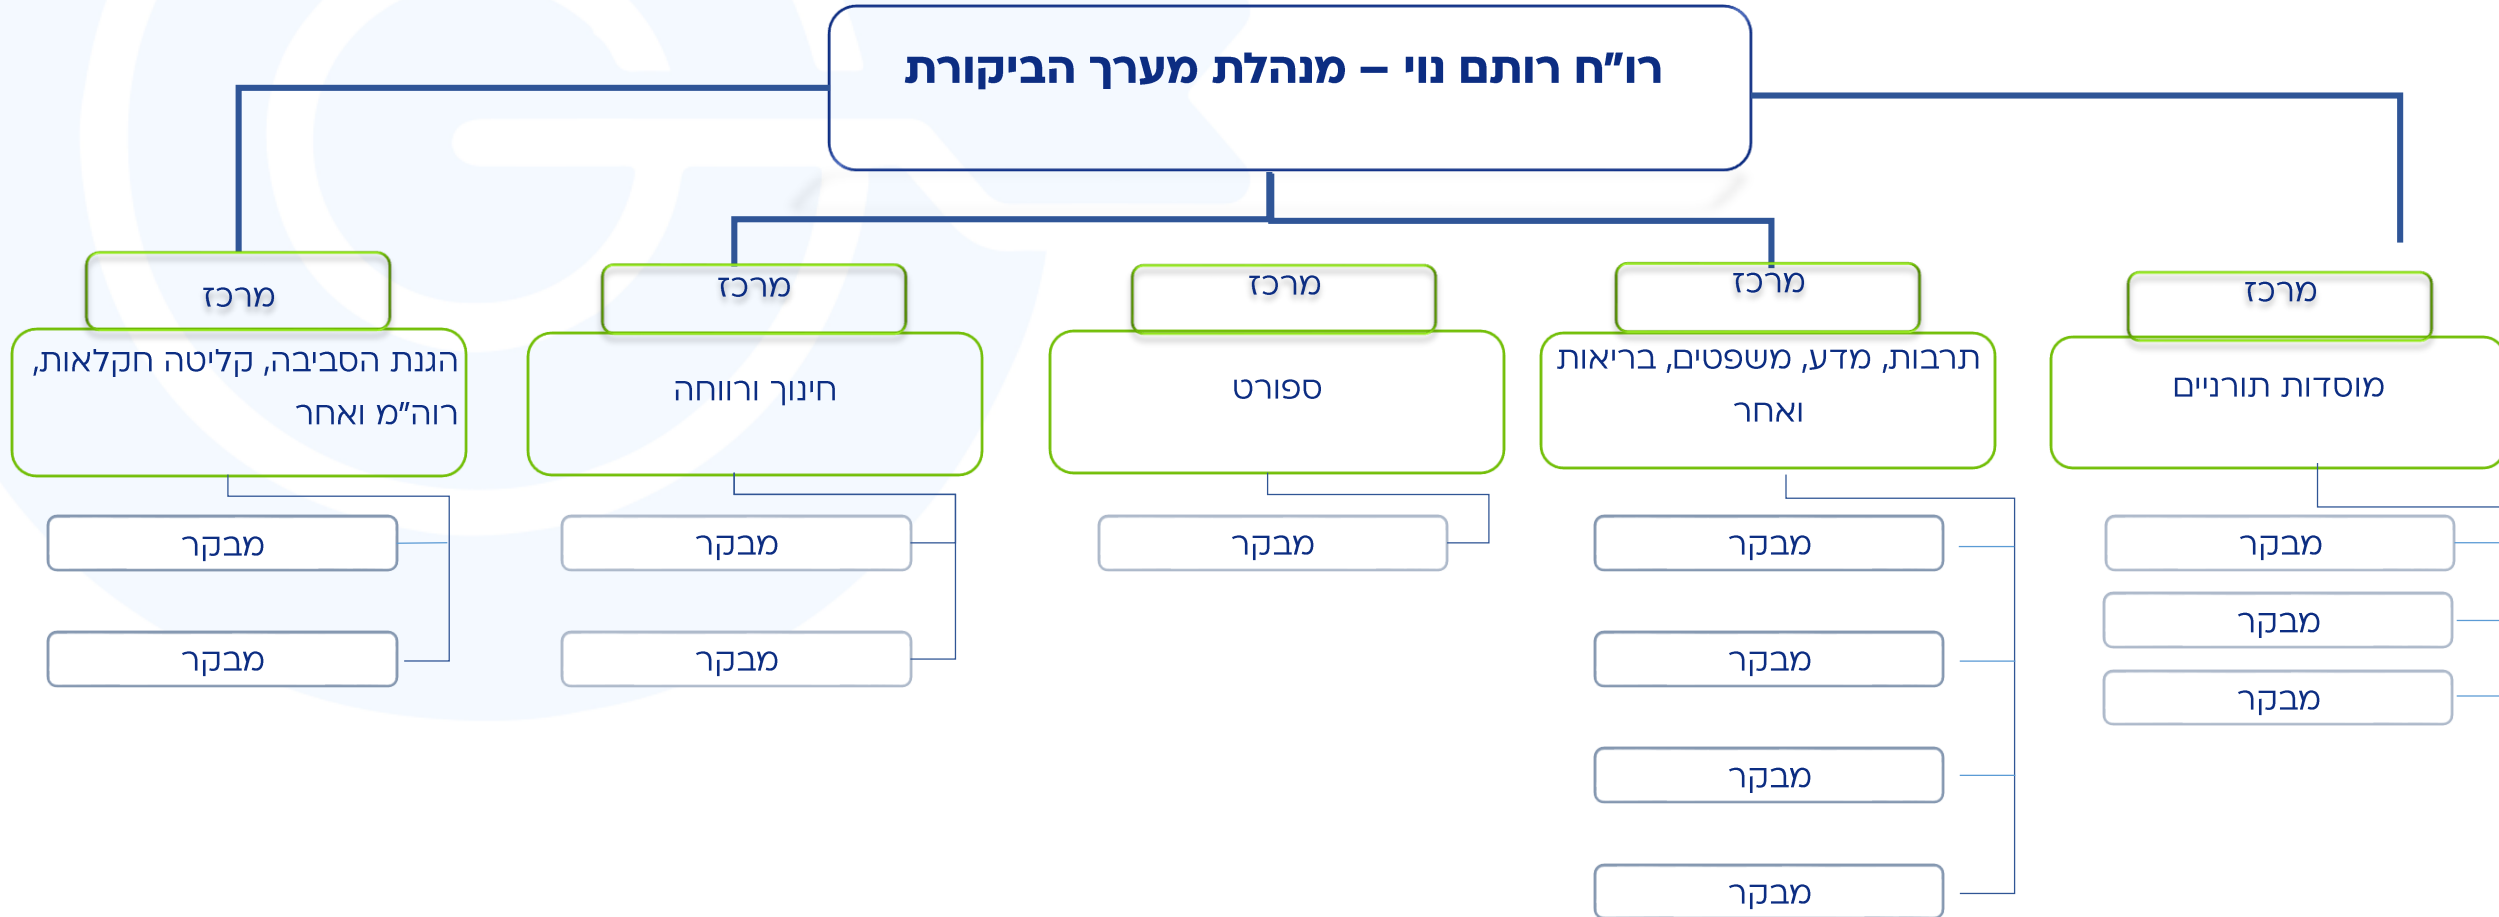 רו"ח רותם נוי – מנהלת מערך הביקורת
מרכז
מוסדות תורניים
מבקר
מבקר
מבקר
מרכז
תרבות, מדע, משפטים, בריאות
ואחר
מבקר
מבקר
מבקר
מבקר
מרכז
ספורט
מבקר
מרכז
חינוך ורווחה
מבקר
מבקר
מרכז
הגנת הסביבה, קליטה חקלאות,
רוה"מ ואחר
מבקר
מבקר